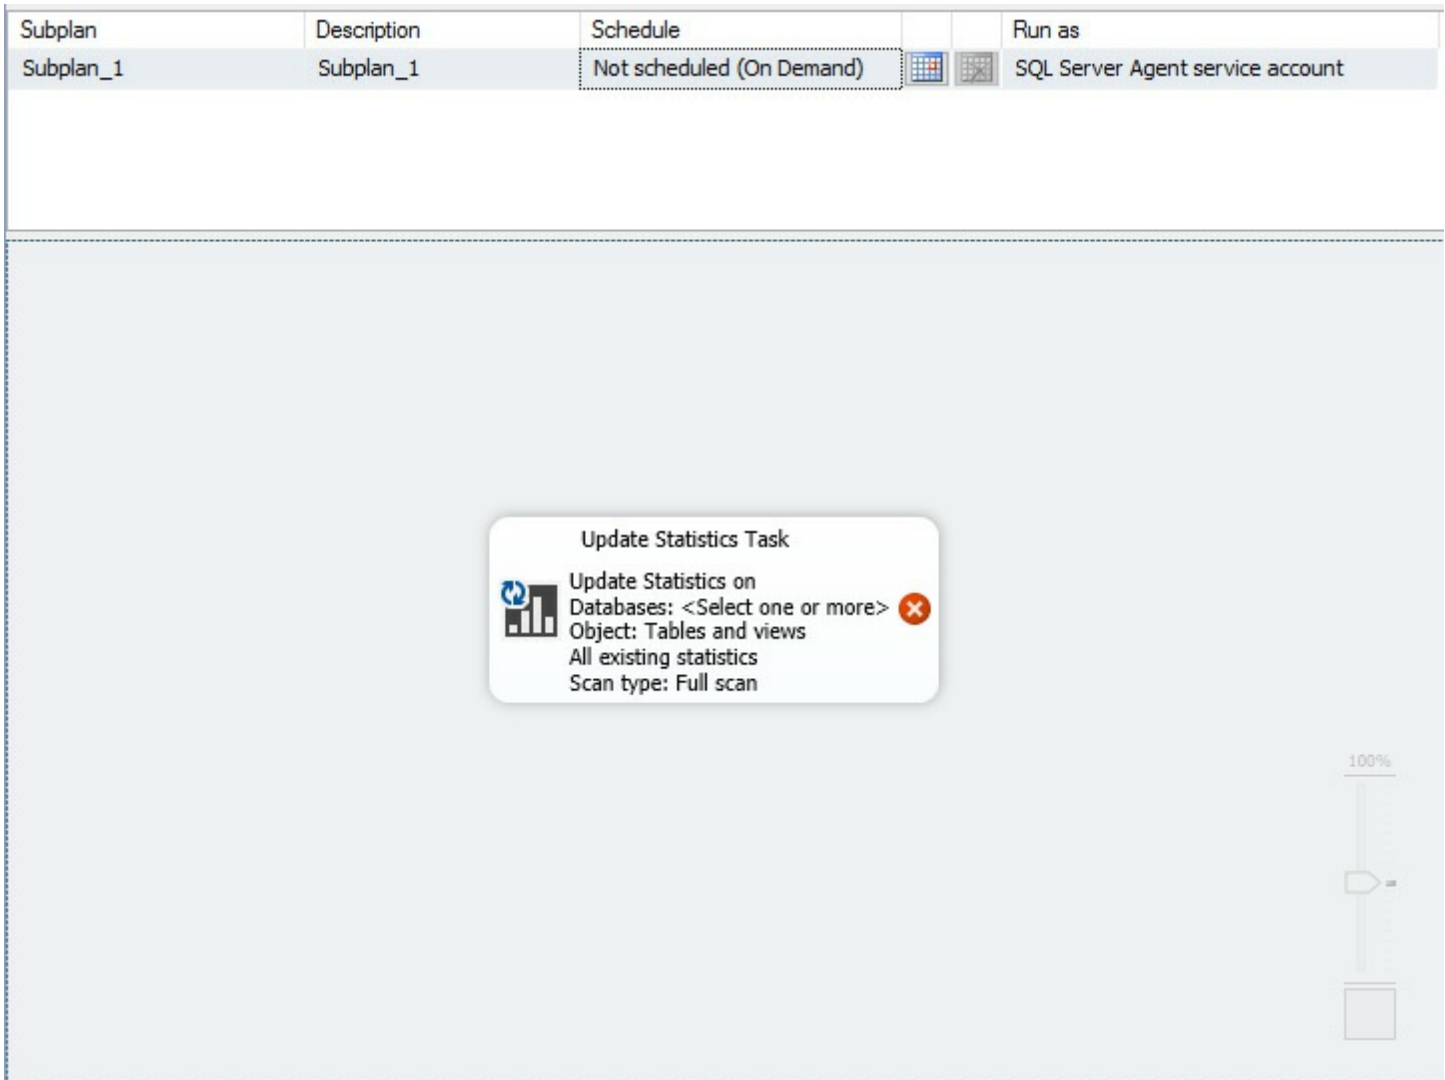 Subplan Description Schedule Run as
Subplan_1 Subplan_1 Not scheduled (On Demand) SQL Server Agent service account
Update Statistics Task
Update Statistics on
Databases: <Select one or more>
Object: Tables and views
All existing statistics
Scan type: Full scan
100%